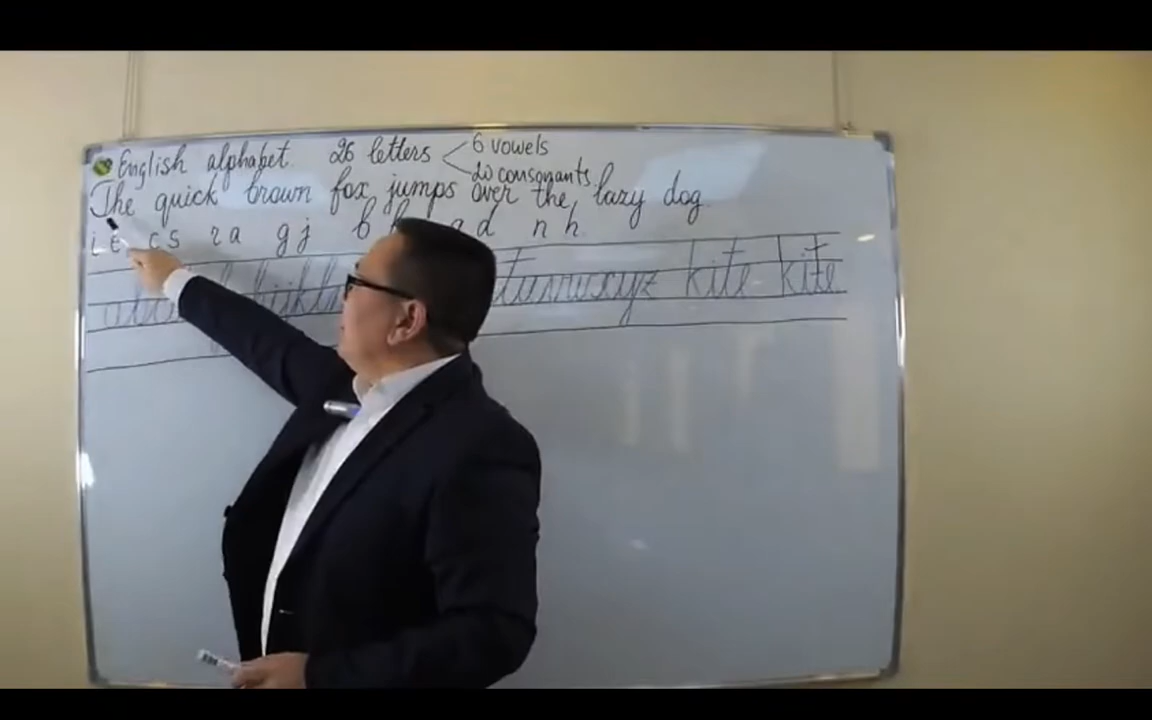 English alphabet. 26 letters 6 vowels
20 consonants
The quick brown fox jumps over the lazy dog.
i e c s r a g j b d n h
kite kite